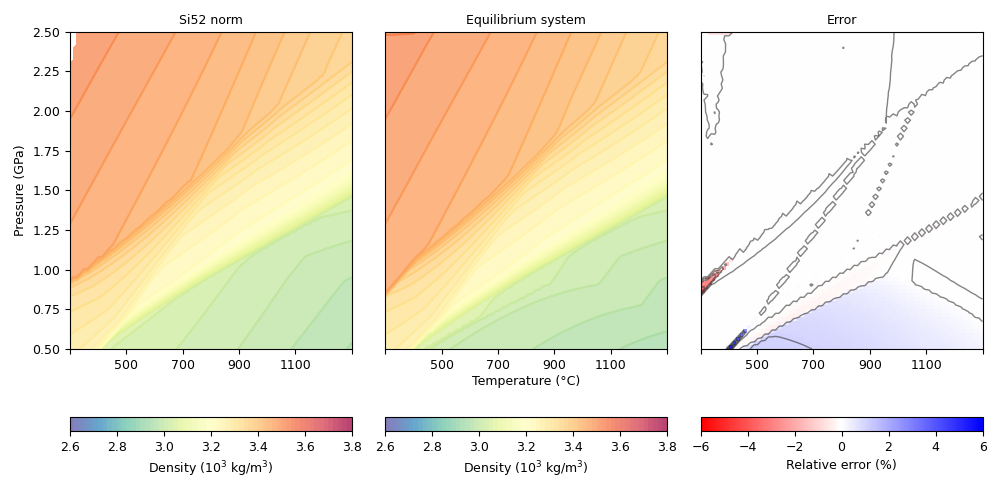 Si52 norm
Equilibrium system
Error
2.50
2.25
2.00
1.75
1.50
1.25
1.00
0.75
0.50
Pressure (GPa)
500 700 900 1100
500 700 900 1100
500 700 900 1100
Temperature (°C)
2.6 2.8 3.0 3.2 3.4 3.6 3.8
Density (10³ kg/m³)
2.6 2.8 3.0 3.2 3.4 3.6 3.8
Density (10³ kg/m³)
−6 −4 −2 0 2 4 6
Relative error (%)